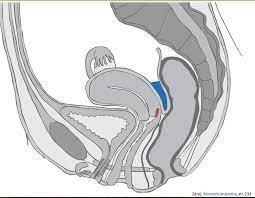 Zdroj: Memorix anatomie, str. 233